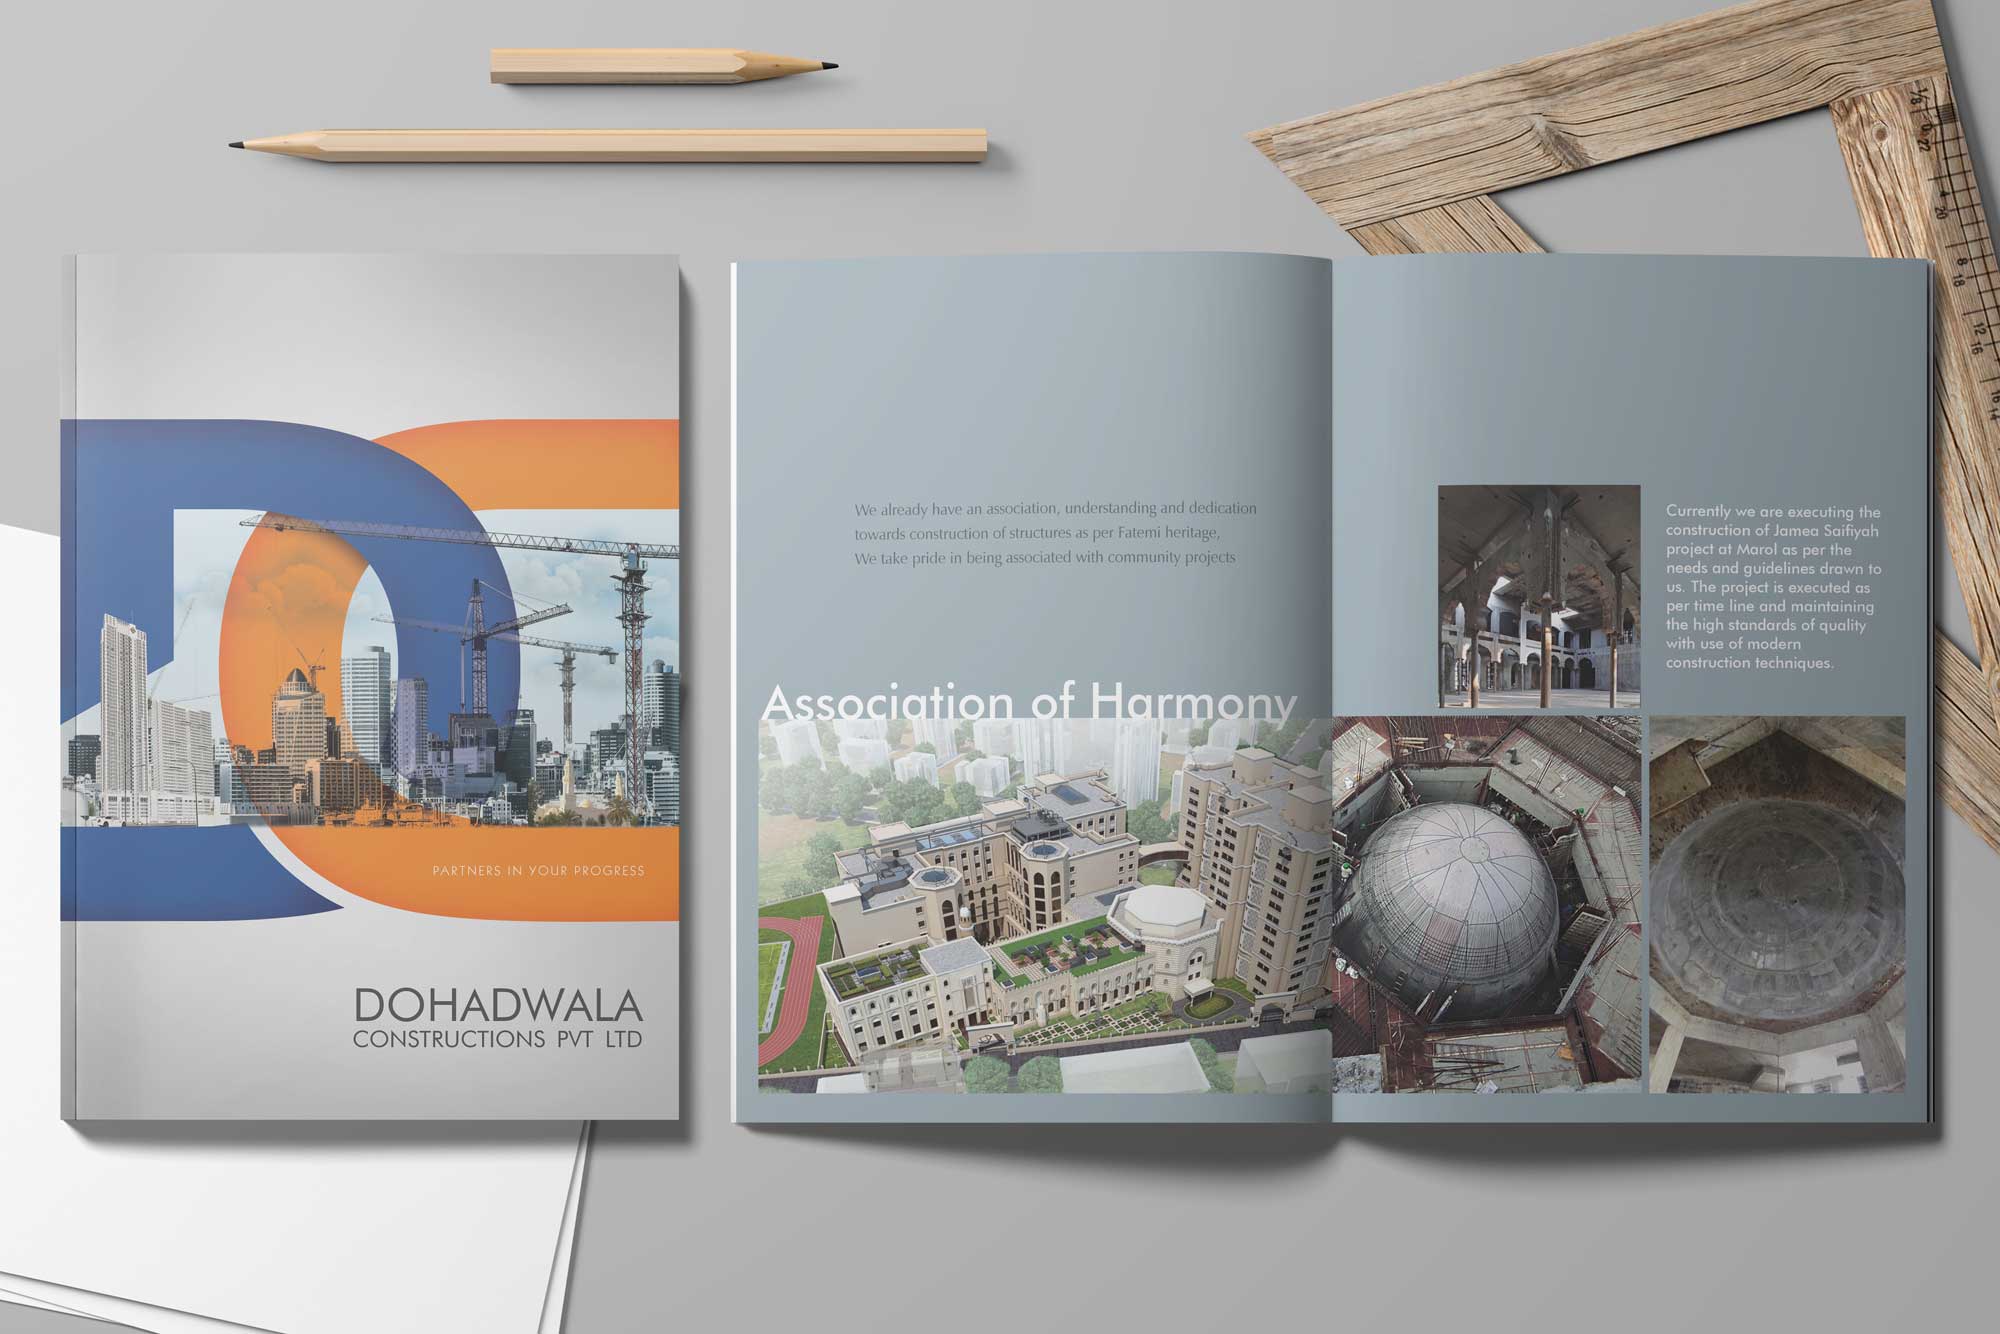 PARTNERS IN YOUR PROGRESS
DOHADWALA
CONSTRUCTIONS PVT LTD
We already have an association, understanding and dedication
towards construction of structures as per Fatemi heritage,
We take pride in being associated with community projects
Association of Harmony
Currently we are executing the
construction of Jamea Saifiyah
project at Marol as per the
needs and guidelines drawn to
us. The project is executed as
per time line and maintaining
the high standards of quality
with use of modern
construction techniques.